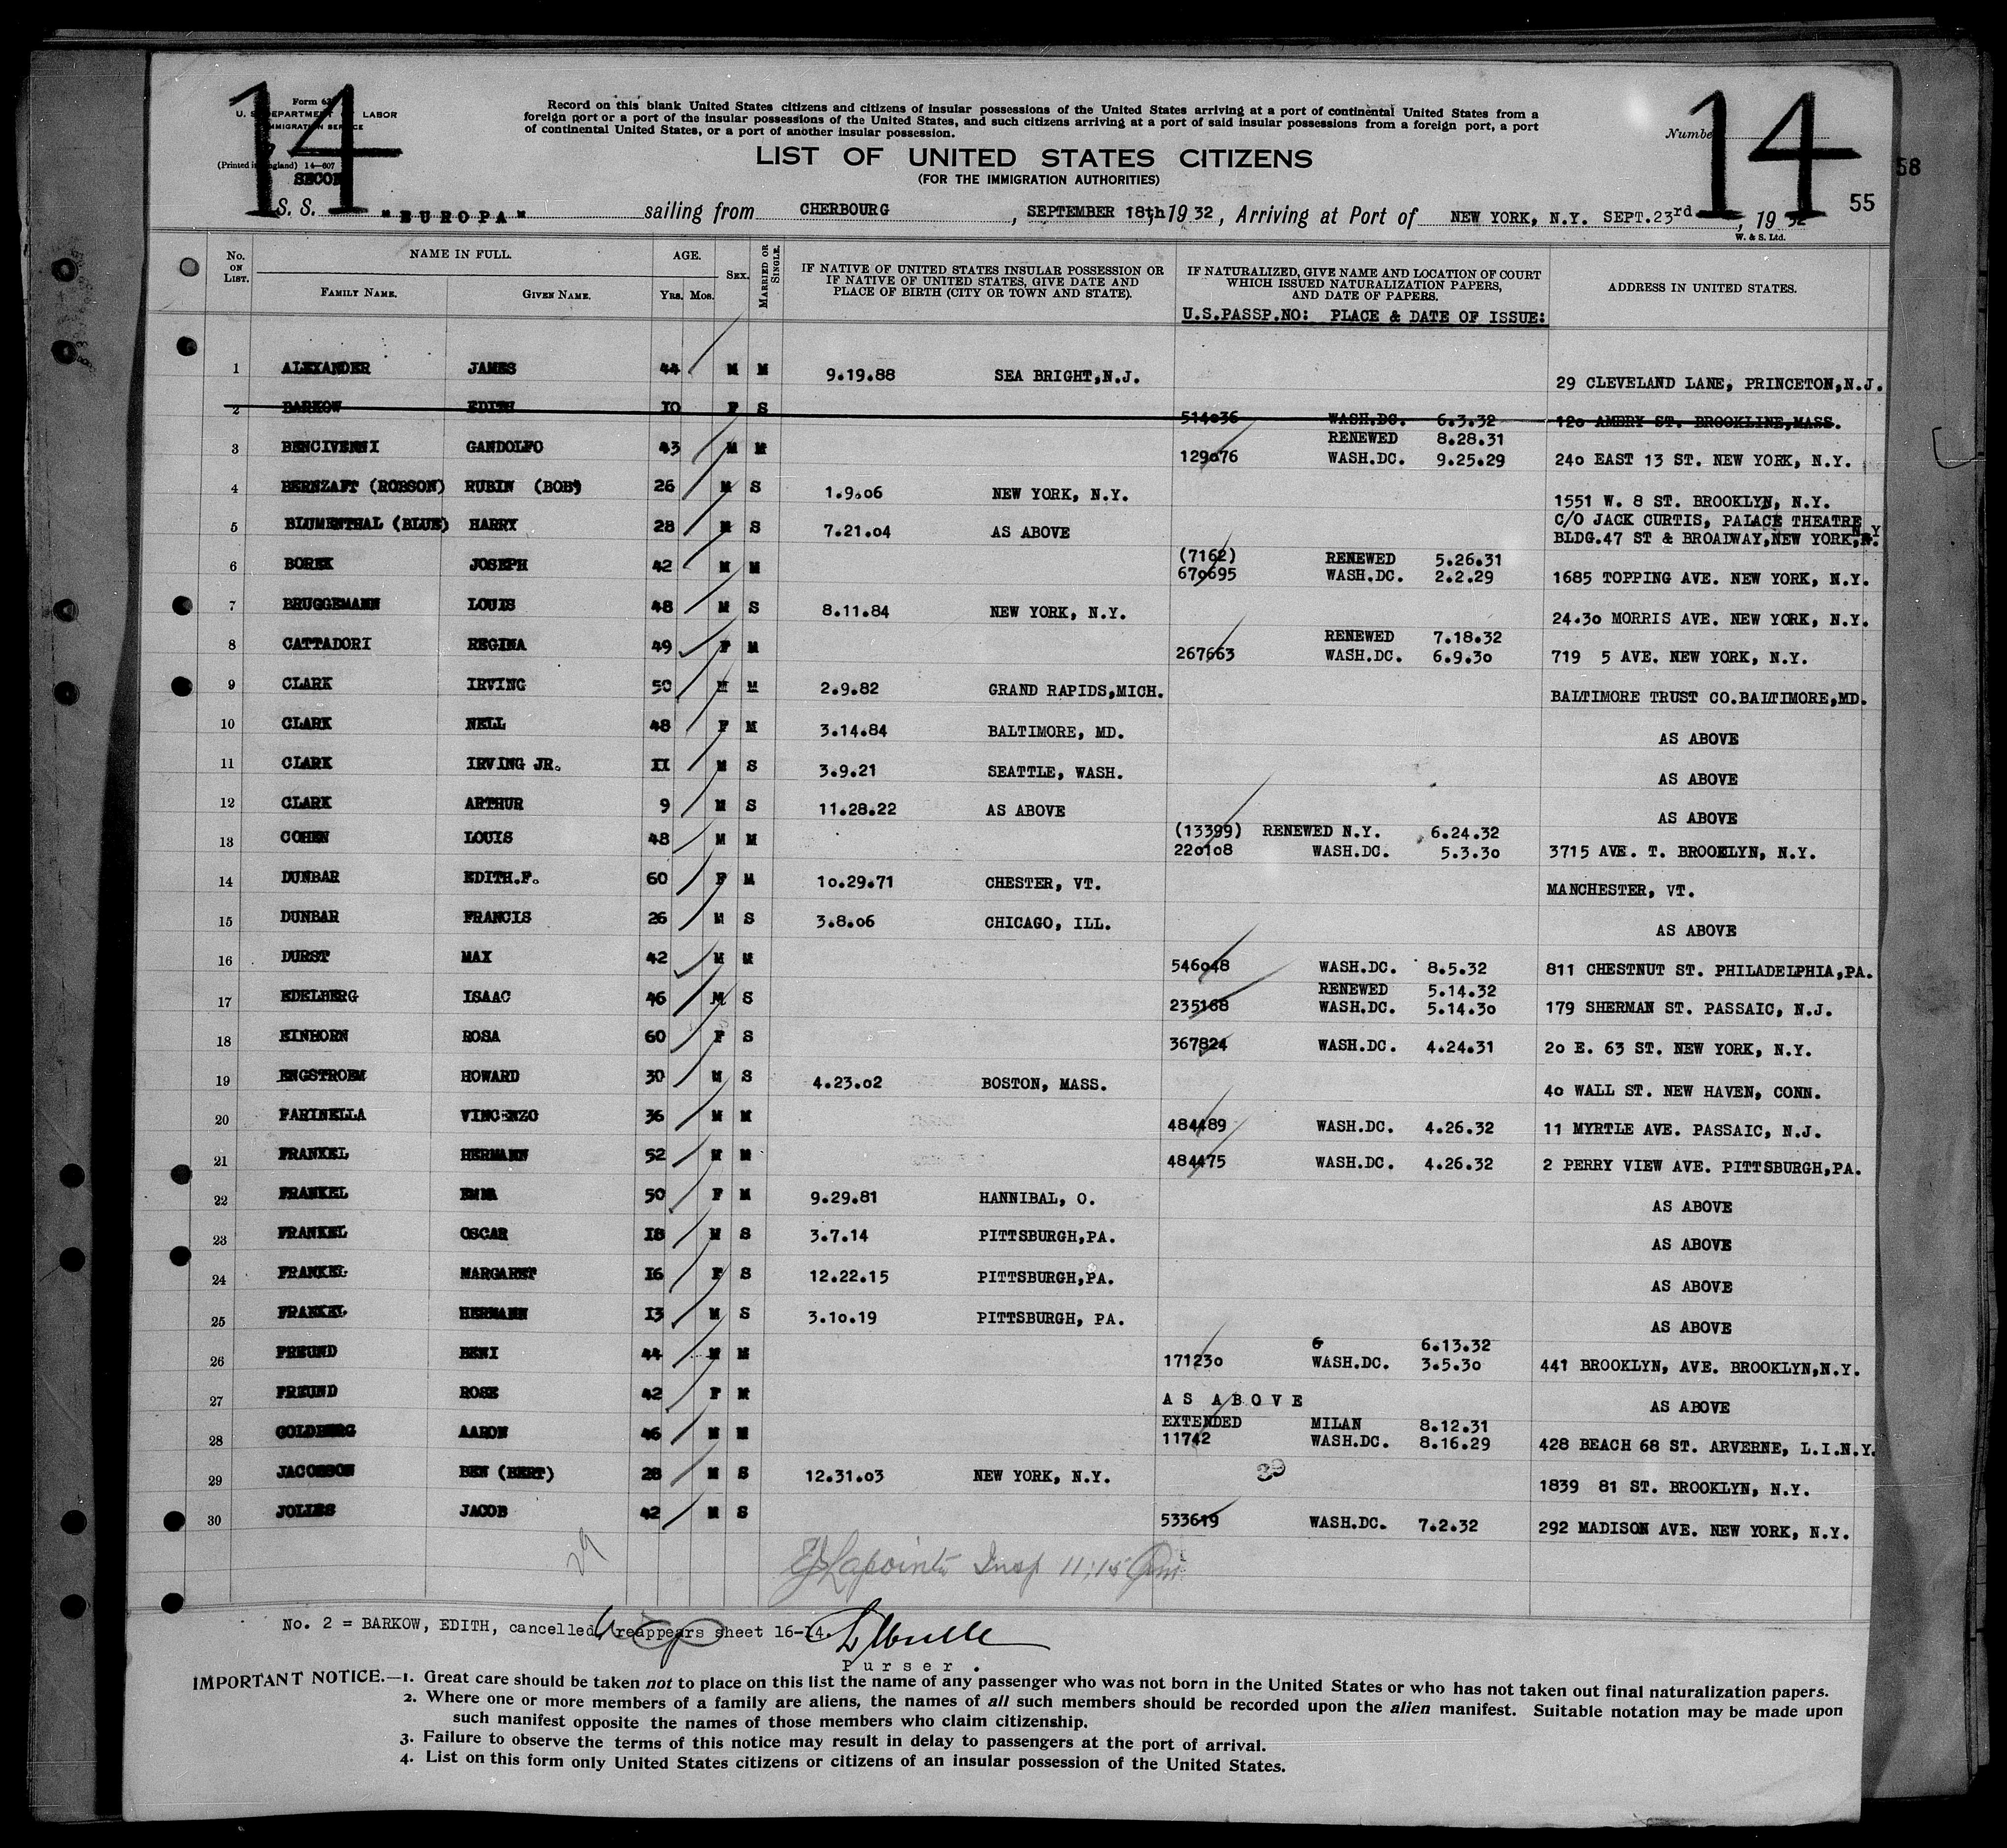 14
Form 63
U. S. DEPARTMENT OF LABOR
IMMIGRATION SERVICE
(Printed in England) 14—607
SECON
Record on this blank United States citizens and citizens of insular possessions of the United States arriving at a port of continental United States from a
foreign port or a port of the insular possessions of the United States, and such citizens arriving at a port of said insular possessions from a foreign port, a port
of continental United States, or a port of another insular possession.
Number
14
58
55
LIST OF UNITED STATES CITIZENS
(FOR THE IMMIGRATION AUTHORITIES)
S. S. "EUROPA" sailing from CHERBOURG, SEPTEMBER 18th, 1932, Arriving at Port of NEW YORK, N.Y. SEPT.23rd, 1932
W. & S. Ltd.
No. ON LIST. NAME IN FULL. FAMILY NAME. GIVEN NAME. AGE. Yrs. Mos. SEX. MARRIED OR SINGLE. IF NATIVE OF UNITED STATES INSULAR POSSESSION OR IF NATIVE OF UNITED STATES, GIVE DATE AND PLACE OF BIRTH (CITY OR TOWN AND STATE). IF NATURALIZED, GIVE NAME AND LOCATION OF COURT WHICH ISSUED NATURALIZATION PAPERS, AND DATE OF PAPERS. ADDRESS IN UNITED STATES.
U.S.PASSP.NO: PLACE & DATE OF ISSUE:
1 ALEXANDER JAMES 44 M M 9.19.88 SEA BRIGHT,N.J. 29 CLEVELAND LANE, PRINCETON,N.J.
2 BARKOW EDITH 10 F S 514036 WASH.DC. 6.3.32 120 AMBRY ST. BROOKLINE,MASS.
RENEWED 8.28.31
3 BENCIVENNI GANDOLFO 43 M M 129076 WASH.DC. 9.25.29 240 EAST 13 ST. NEW YORK, N.Y.
4 BERNZAFT (ROBSON) RUBIN (BOB) 26 M S 1.9.06 NEW YORK, N.Y. 1551 W. 8 ST. BROOKLYN, N.Y.
5 BLUMENTHAL (BLUE) HARRY 28 M S 7.21.04 AS ABOVE C/O JACK CURTIS, PALACE THEATRE
BLDG.47 ST & BROADWAY,NEW YORK,N.Y
(7162) RENEWED 5.26.31
6 BOREK JOSEPH 42 M M 670695 WASH.DC. 2.2.29 1685 TOPPING AVE. NEW YORK, N.Y.
7 BRUGGEMANN LOUIS 48 M S 8.11.84 NEW YORK, N.Y. 24.30 MORRIS AVE. NEW YORK, N.Y.
RENEWED 7.18.32
8 CATTADORI REGINA 49 F M 267663 WASH.DC. 6.9.30 719 5 AVE. NEW YORK, N.Y.
9 CLARK IRVING 50 M M 2.9.82 GRAND RAPIDS,MICH. BALTIMORE TRUST CO.BALTIMORE,MD.
10 CLARK NELL 48 F M 3.14.84 BALTIMORE, MD. AS ABOVE
11 CLARK IRVING JR. 11 M S 3.9.21 SEATTLE, WASH. AS ABOVE
12 CLARK ARTHUR 9 M S 11.28.22 AS ABOVE AS ABOVE
(13399) RENEWED N.Y. 6.24.32
13 COHEN LOUIS 48 M M 220108 WASH.DC. 5.3.30 3715 AVE. T. BROOKLYN, N.Y.
14 DUNBAR EDITH.F. 60 F M 10.29.71 CHESTER, VT. MANCHESTER, VT.
15 DUNBAR FRANCIS 26 M S 3.8.06 CHICAGO, ILL. AS ABOVE
16 DURST MAX 42 M M 546048 WASH.DC. 8.5.32 811 CHESTNUT ST. PHILADELPHIA,PA.
RENEWED 5.14.32
17 EDELBERG ISAAC 46 M S 235168 WASH.DC. 5.14.30 179 SHERMAN ST. PASSAIC, N.J.
18 EINHORN ROSA 60 F S 367824 WASH.DC. 4.24.31 20 E. 63 ST. NEW YORK, N.Y.
19 ENGSTROEM HOWARD 30 M S 4.23.02 BOSTON, MASS. 40 WALL ST. NEW HAVEN, CONN.
20 FARINELLA VINCENZO 36 M M 484489 WASH.DC. 4.26.32 11 MYRTLE AVE. PASSAIC, N.J.
21 FRANKEL HERMANN 52 M M 484475 WASH.DC. 4.26.32 2 PERRY VIEW AVE. PITTSBURGH,PA.
22 FRANKEL EMMA 50 F M 9.29.81 HANNIBAL, O. AS ABOVE
23 FRANKEL OSCAR 18 M S 3.7.14 PITTSBURGH,PA. AS ABOVE
24 FRANKEL MARGARET 16 F S 12.22.15 PITTSBURGH,PA. AS ABOVE
25 FRANKEL HERMANN 13 M S 3.10.19 PITTSBURGH, PA. AS ABOVE
6 6.13.32
26 FREUND BENI 44 M M 171230 WASH.DC. 3.5.30 441 BROOKLYN, AVE. BROOKLYN,N.Y.
27 FREUND ROSE 42 F M AS ABOVE AS ABOVE
EXTENDED MILAN 8.12.31
28 GOLDBERG AARON 46 M M 11742 WASH.DC. 8.16.29 428 BEACH 68 ST. ARVERNE, L.I.N.Y.
29 JACOBSON BEN (BERT) 28 M S 12.31.03 NEW YORK, N.Y. 39 1839 81 ST. BROOKLYN, N.Y.
30 JOLLES JACOB 42 M S 533619 WASH.DC. 7.2.32 292 MADISON AVE. NEW YORK, N.Y.
29
Lapointe Insp 11:15 Pm
No. 2 = BARKOW, EDITH, cancelled, reappears sheet 16-14.
Purser.
IMPORTANT NOTICE.—1. Great care should be taken not to place on this list the name of any passenger who was not born in the United States or who has not taken out final naturalization papers.
2. Where one or more members of a family are aliens, the names of all such members should be recorded upon the alien manifest. Suitable notation may be made upon
such manifest opposite the names of those members who claim citizenship.
3. Failure to observe the terms of this notice may result in delay to passengers at the port of arrival.
4. List on this form only United States citizens or citizens of an insular possession of the United States.